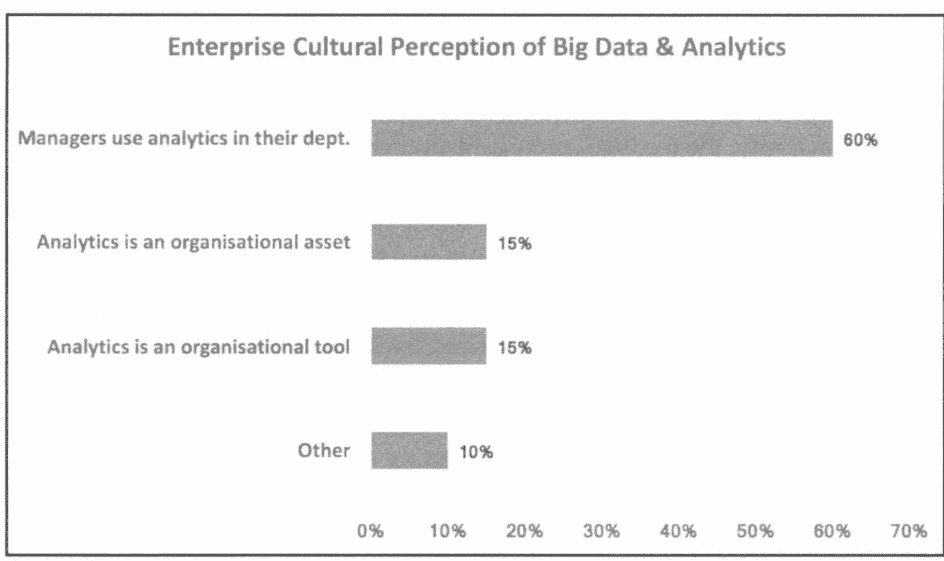 Enterprise Cultural Perception of Big Data & Analytics
Managers use analytics in their dept.
60%
Analytics is an organisational asset
15%
Analytics is an organisational tool
15%
Other
10%
0% 10% 20% 30% 40% 50% 60% 70%